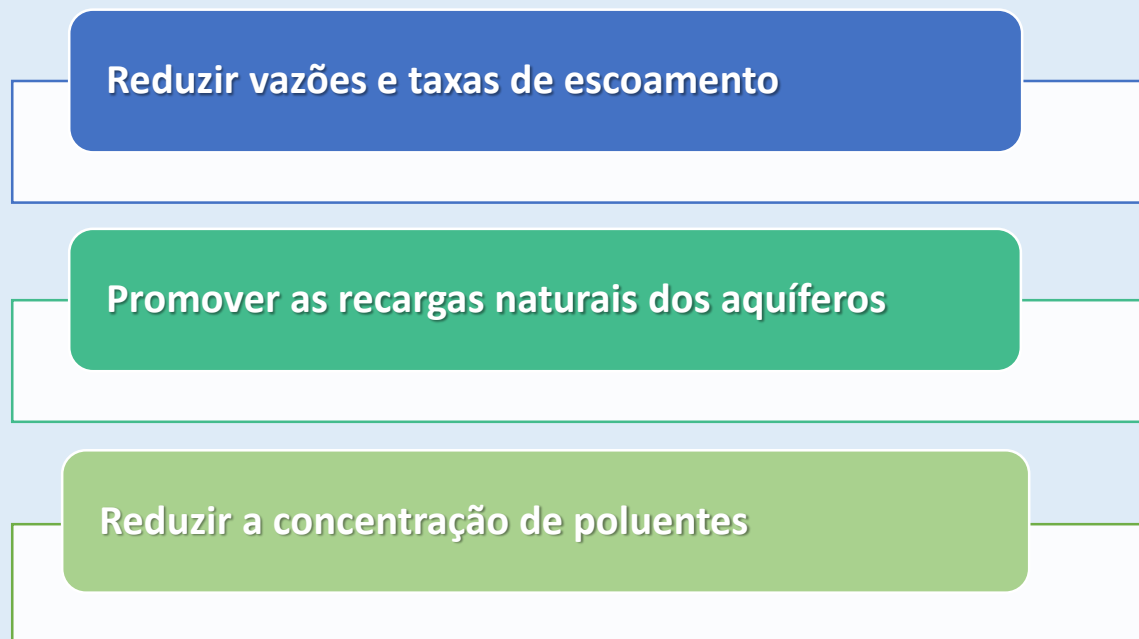 Reduzir vazões e taxas de escoamento
Promover as recargas naturais dos aquíferos
Reduzir a concentração de poluentes